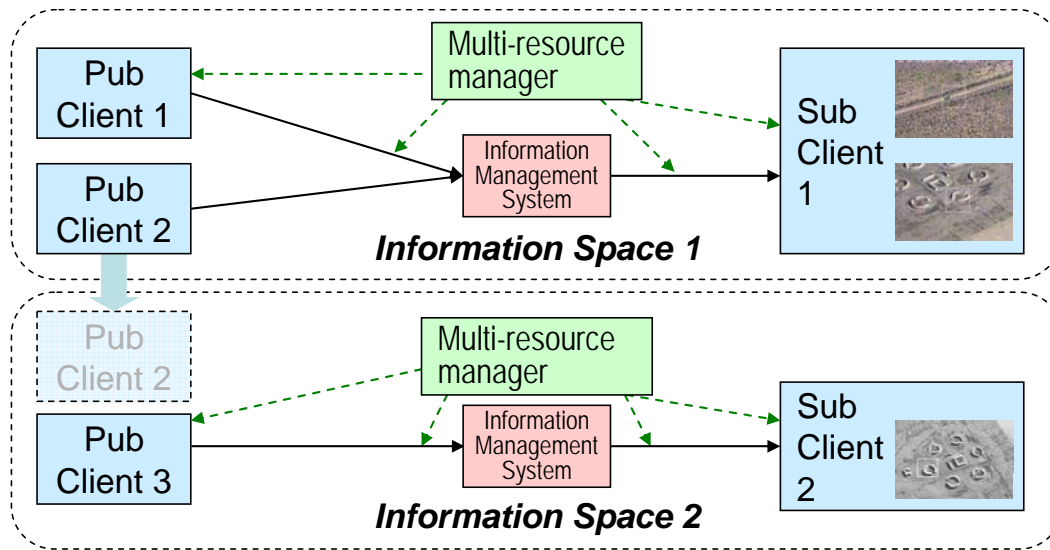 Pub
Client 1
Multi-resource
manager
Sub
Client
1
Pub
Client 2
Information
Management
System
Information Space 1
Pub
Client 2
Multi-resource
manager
Pub
Client 3
Information
Management
System
Sub
Client
2
Information Space 2